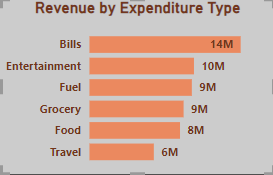 Revenue by Expenditure Type
Bills 14M
Entertainment 10M
Fuel 9M
Grocery 9M
Food 8M
Travel 6M